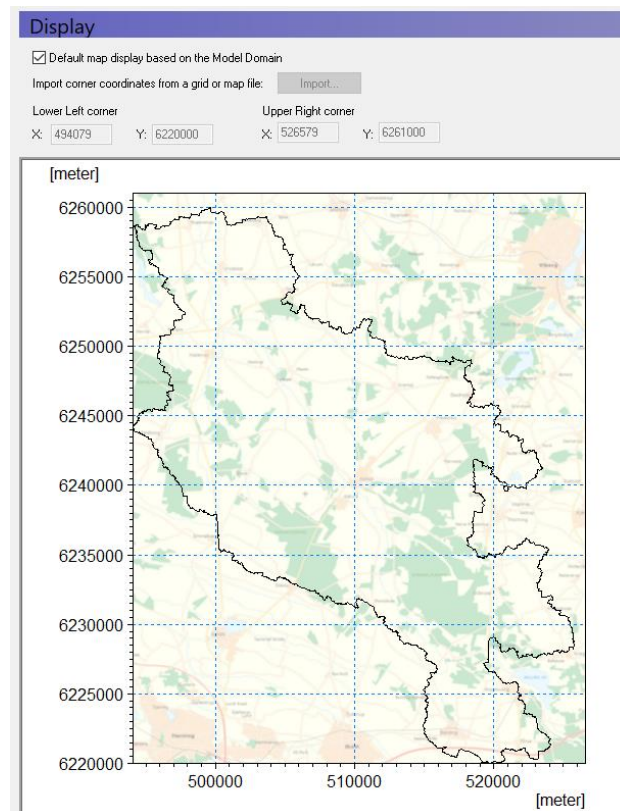 Display
Default map display based on the Model Domain
Import corner coordinates from a grid or map file: Import...
Lower Left corner Upper Right corner
X: 494079 Y: 6220000 X: 526579 Y: 6261000
[meter]
6260000
6255000
6250000
6245000
6240000
6235000
6230000
6225000
6220000
500000 510000 520000
[meter]